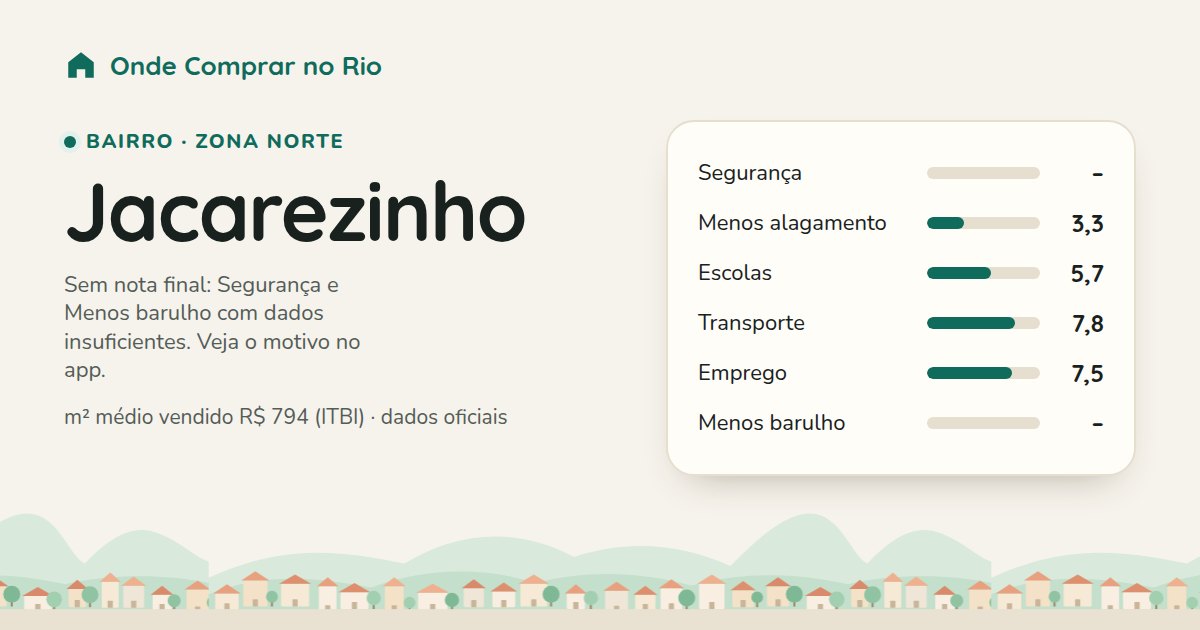 Onde Comprar no Rio
BAIRRO · ZONA NORTE
Jacarezinho
Sem nota final: Segurança e
Menos barulho com dados
insuficientes. Veja o motivo no
app.
m² médio vendido R$ 794 (ITBI) · dados oficiais
Segurança –
Menos alagamento 3,3
Escolas 5,7
Transporte 7,8
Emprego 7,5
Menos barulho –